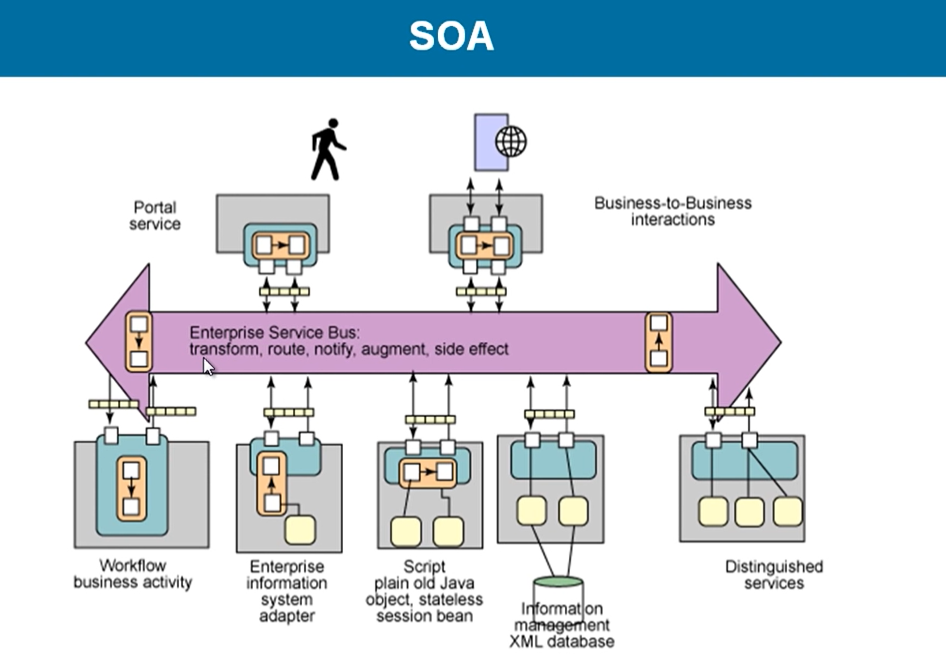 SOA
Portal
service
Business-to-Business
interactions
Enterprise Service Bus:
transform, route, notify, augment, side effect
Workflow
business activity
Enterprise
information
system
adapter
Script
plain old Java
object, stateless
session bean
Information
management
XML database
Distinguished
services